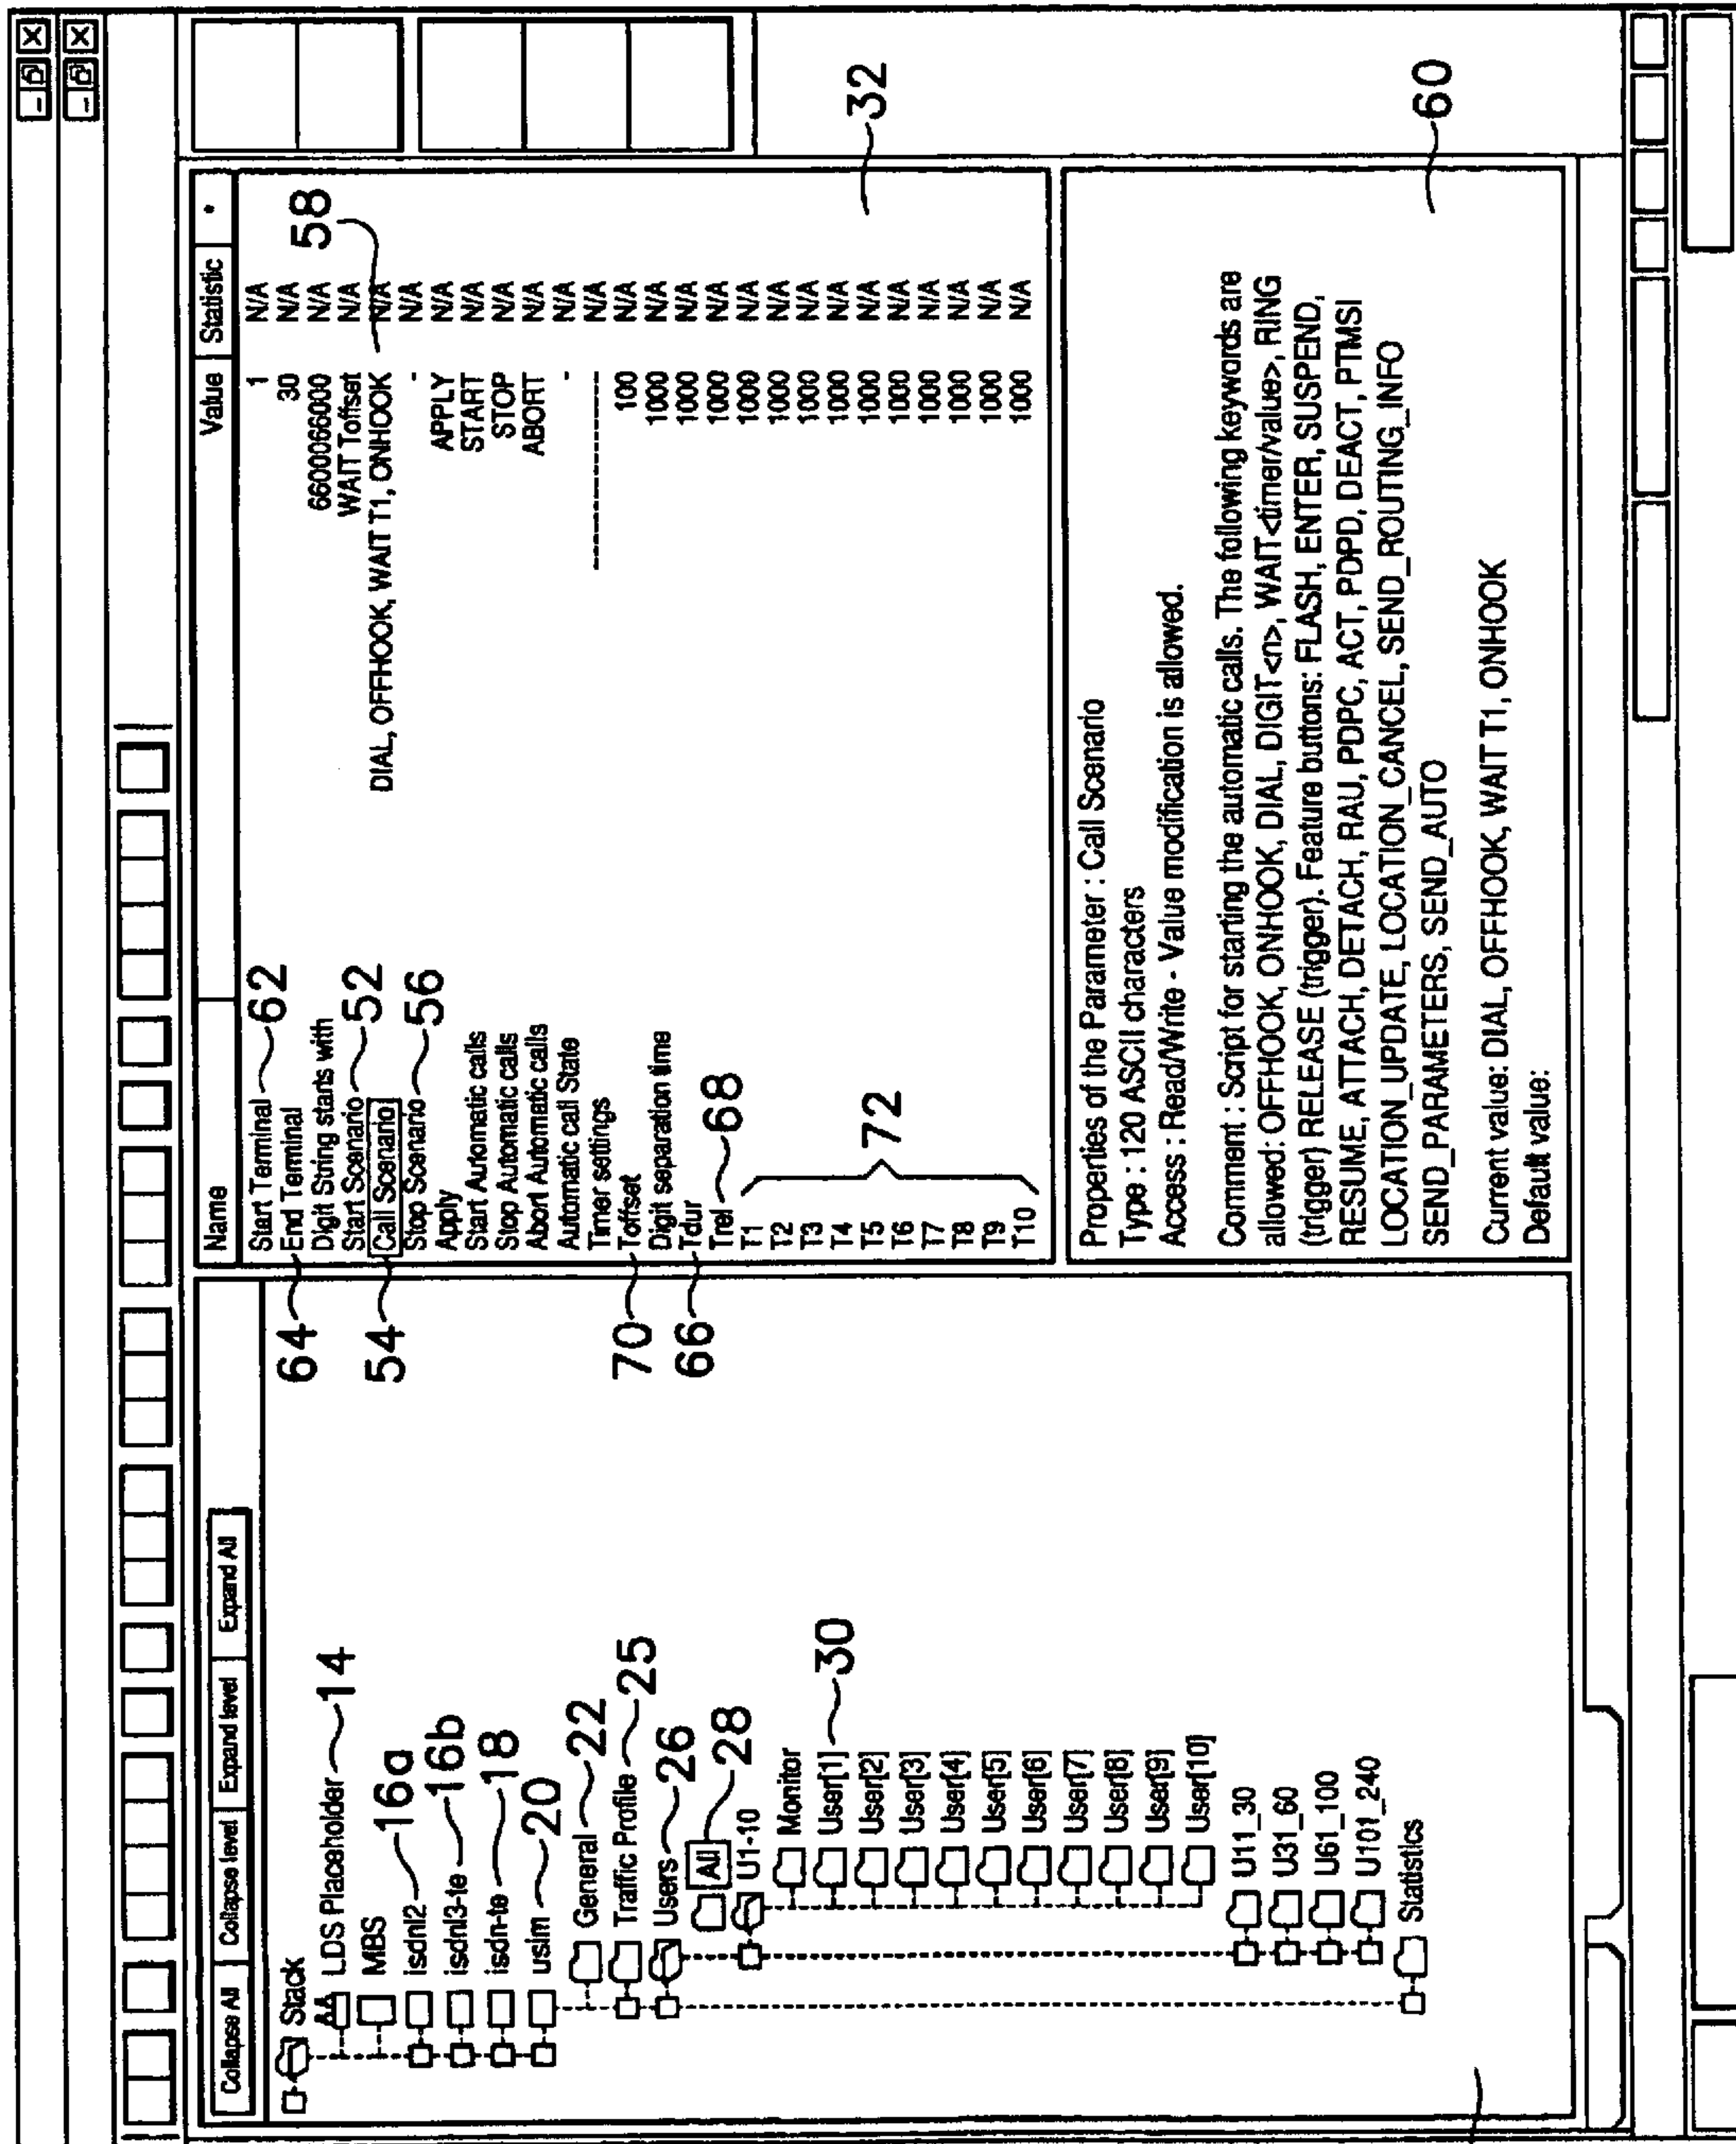 Collapse All Collapse level Expand level Expand All
Stack
LDS Placeholder 14
MBS
isdnl2 16a
isdnl3-te 16b
isdn-te 18
usim 20
General 22
Traffic Profile 25
Users 26
All 28
U1-10
Monitor
User[1] 30
User[2]
User[3]
User[4]
User[5]
User[6]
User[7]
User[8]
User[9]
User[10]
U11_30
U31_60
U61_100
U101_240
Statistics
Name Value Statistic *
Start Terminal 62 1 N/A
64 End Terminal 30 N/A
Digit String starts with 6600066000 N/A 58
Start Scenario 52 WAIT Toffset N/A
54 Call Scenario DIAL, OFFHOOK, WAIT T1, ONHOOK N/A
Stop Scenario 56 - N/A
Apply APPLY N/A
Start Automatic calls START N/A
Stop Automatic calls STOP N/A
Abort Automatic calls ABORT N/A
Automatic call State - N/A
Timer settings ---------------- N/A
70 Toffset 100 N/A
Digit separation time 1000 N/A
66 Tdur 1000 N/A
Trel 68 1000 N/A
T1 1000 N/A
T2 1000 N/A
T3 1000 N/A
T4 1000 N/A
T5 72 1000 N/A
T6 1000 N/A
T7 1000 N/A
T8 1000 N/A
T9 1000 N/A
T10 1000 N/A
32
Properties of the Parameter : Call Scenario
Type : 120 ASCII characters
Access : Read/Write - Value modification is allowed.
Comment : Script for starting the automatic calls. The following keywords are
allowed: OFFHOOK, ONHOOK, DIAL, DIGIT<n>, WAIT<timer/value>, RING
(trigger) RELEASE (trigger). Feature buttons: FLASH, ENTER, SUSPEND,
RESUME, ATTACH, DETACH, RAU, PDPC, ACT, PDPD, DEACT, PTMSI
LOCATION_UPDATE, LOCATION_CANCEL, SEND_ROUTING_INFO
SEND_PARAMETERS, SEND_AUTO
Current value: DIAL, OFFHOOK, WAIT T1, ONHOOK
Default value:
60